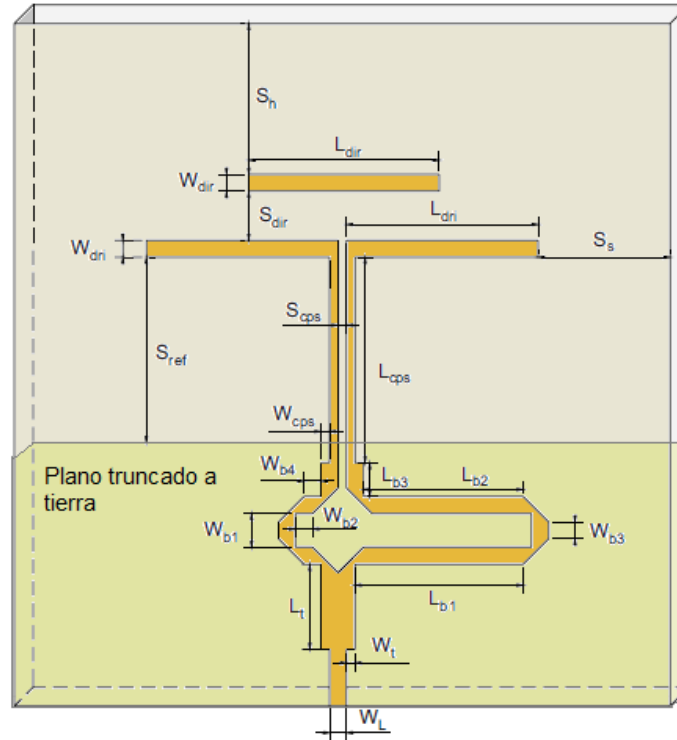 S_h
L_dir
W_dir
S_dir
L_dri
W_dri
S_s
S_cps
S_ref
L_cps
W_cps
W_b4
L_b3
L_b2
Plano truncado a
tierra
W_b1
W_b2
W_b3
L_t
L_b1
W_t
W_L